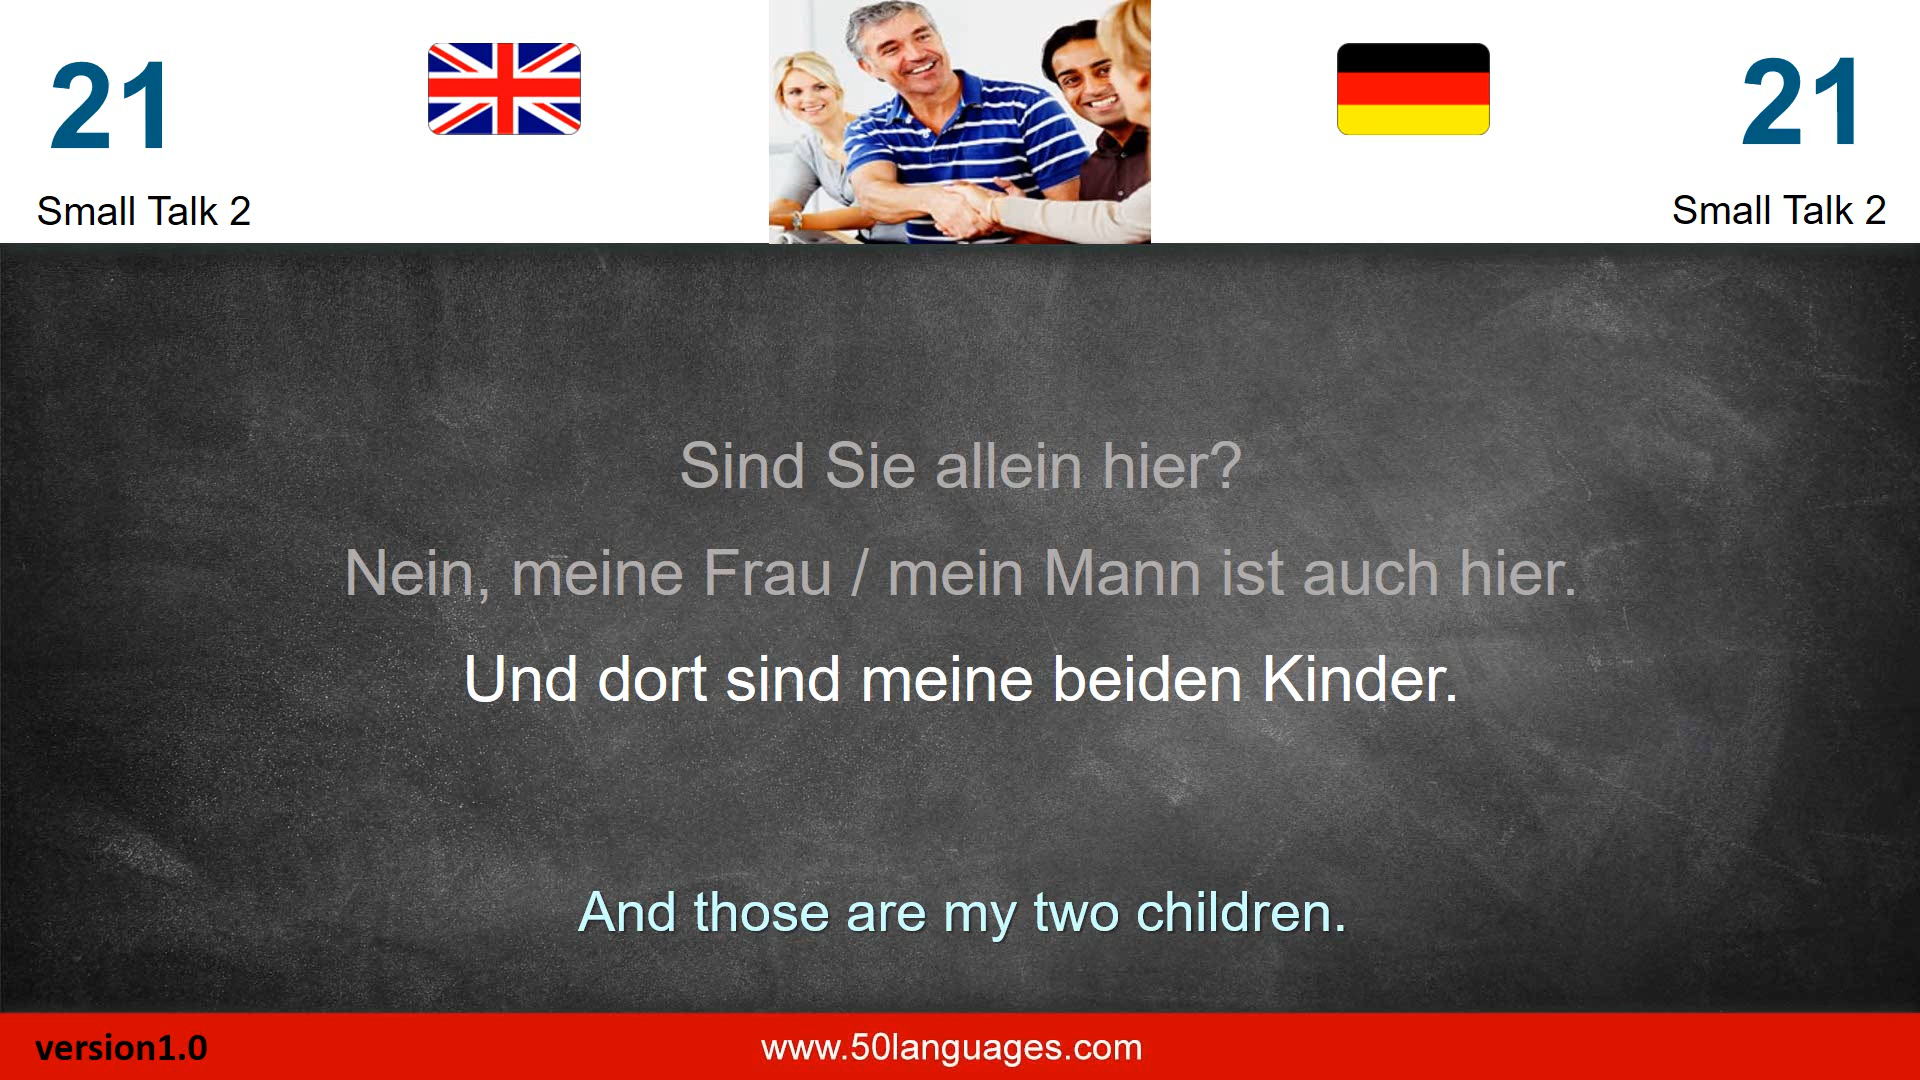 21
21
Small Talk 2
Small Talk 2
Sind Sie allein hier?
Nein, meine Frau / mein Mann ist auch hier.
Und dort sind meine beiden Kinder.
And those are my two children.
version1.0
www.50languages.com